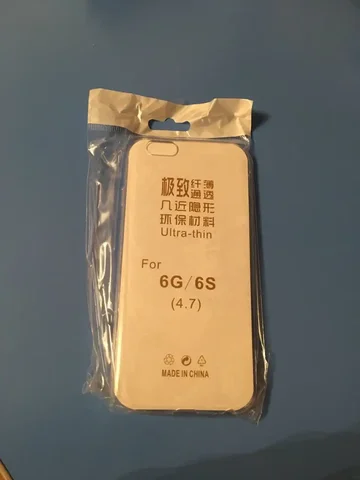 极致纤薄通透
几近隐形
环保材料
Ultra-thin
For
6G/6S
(4.7)
MADE IN CHINA